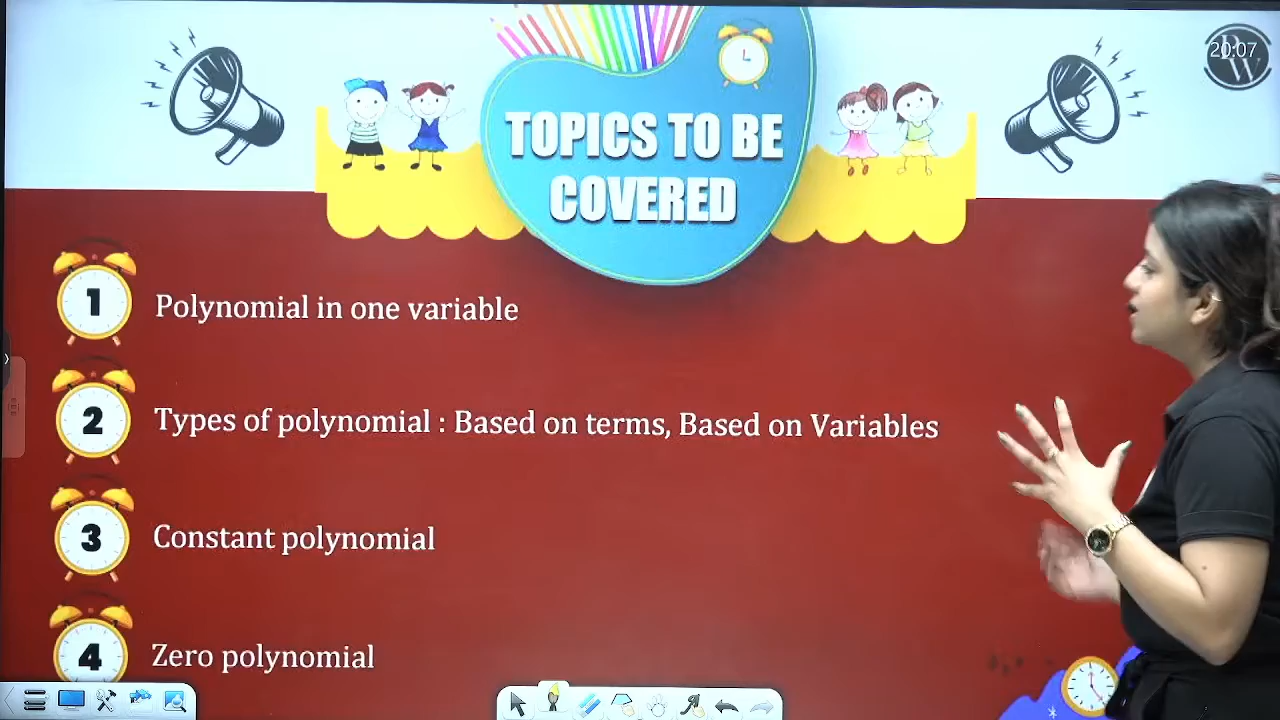 20:07
PW
TOPICS TO BE
COVERED
1
Polynomial in one variable
2
Types of polynomial : Based on terms, Based on Variables
3
Constant polynomial
4
Zero polynomial